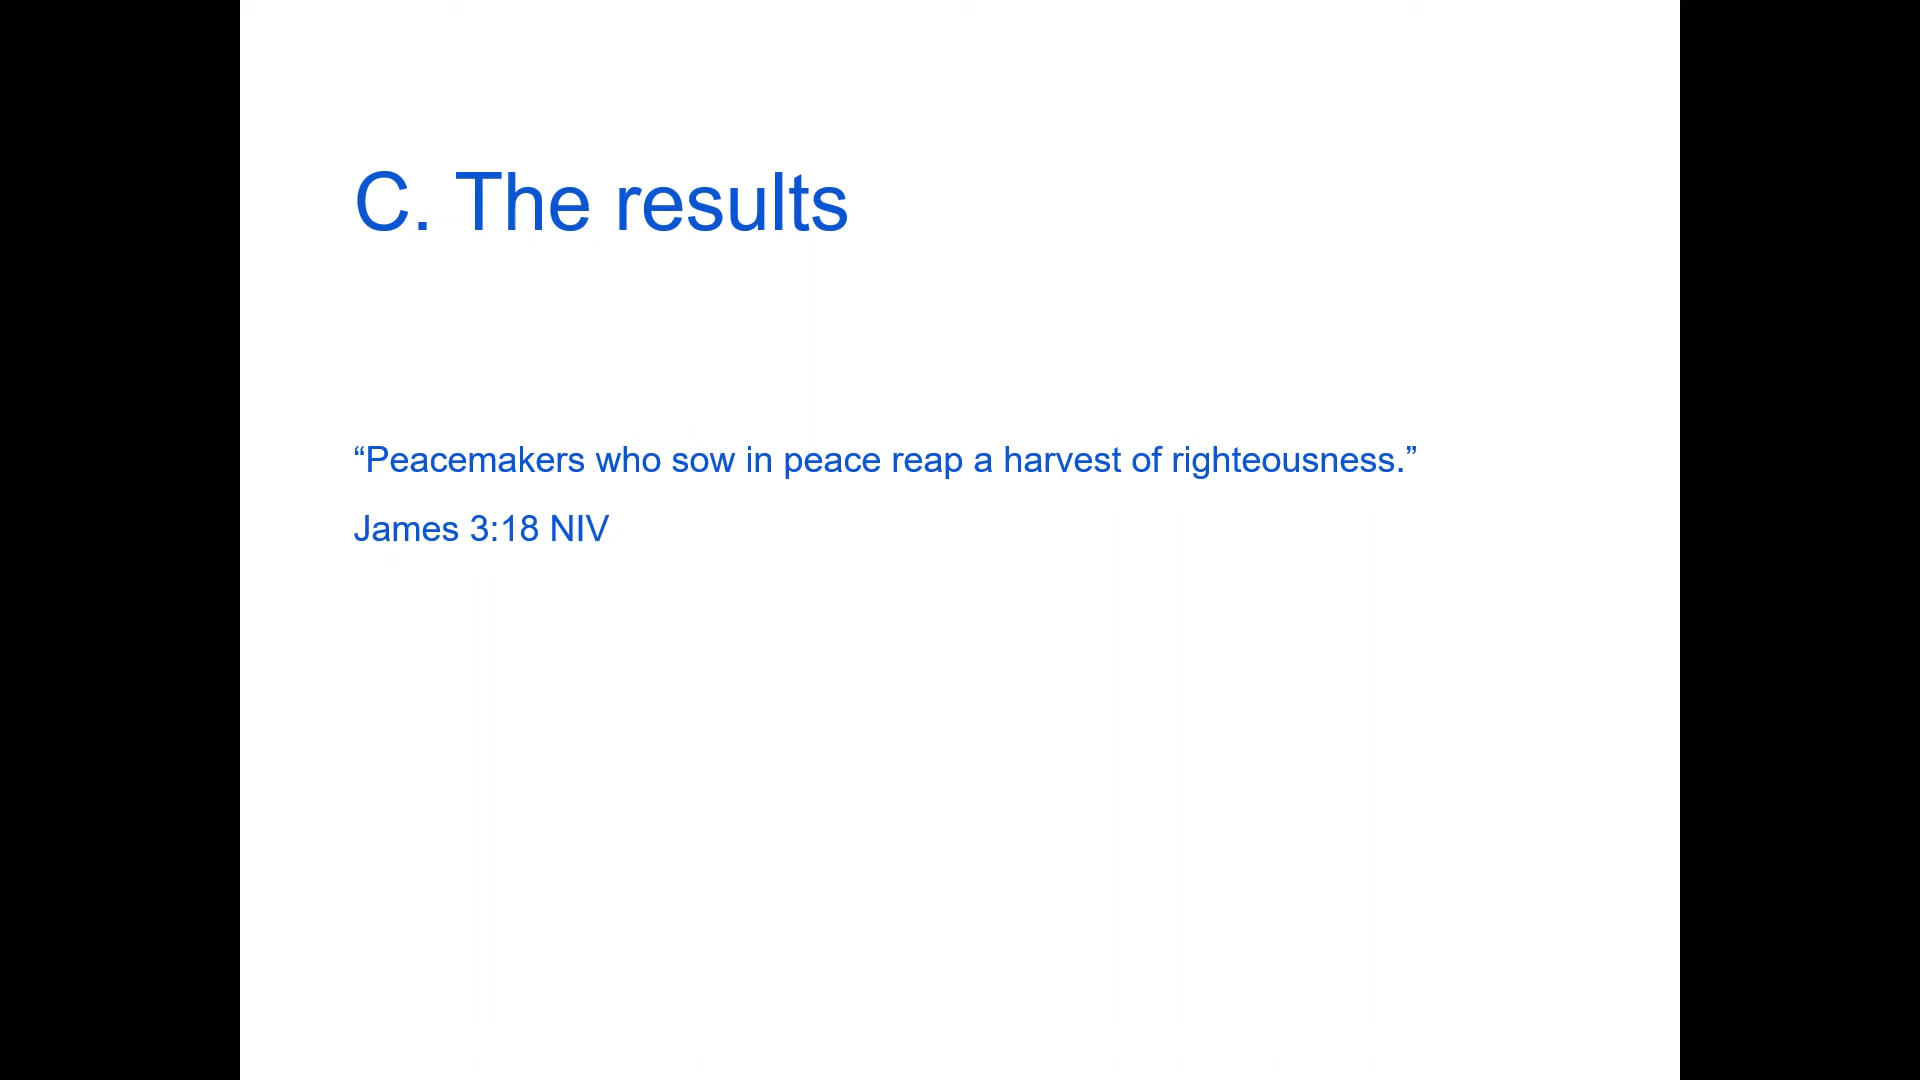 C. The results
“Peacemakers who sow in peace reap a harvest of righteousness.”
James 3:18 NIV